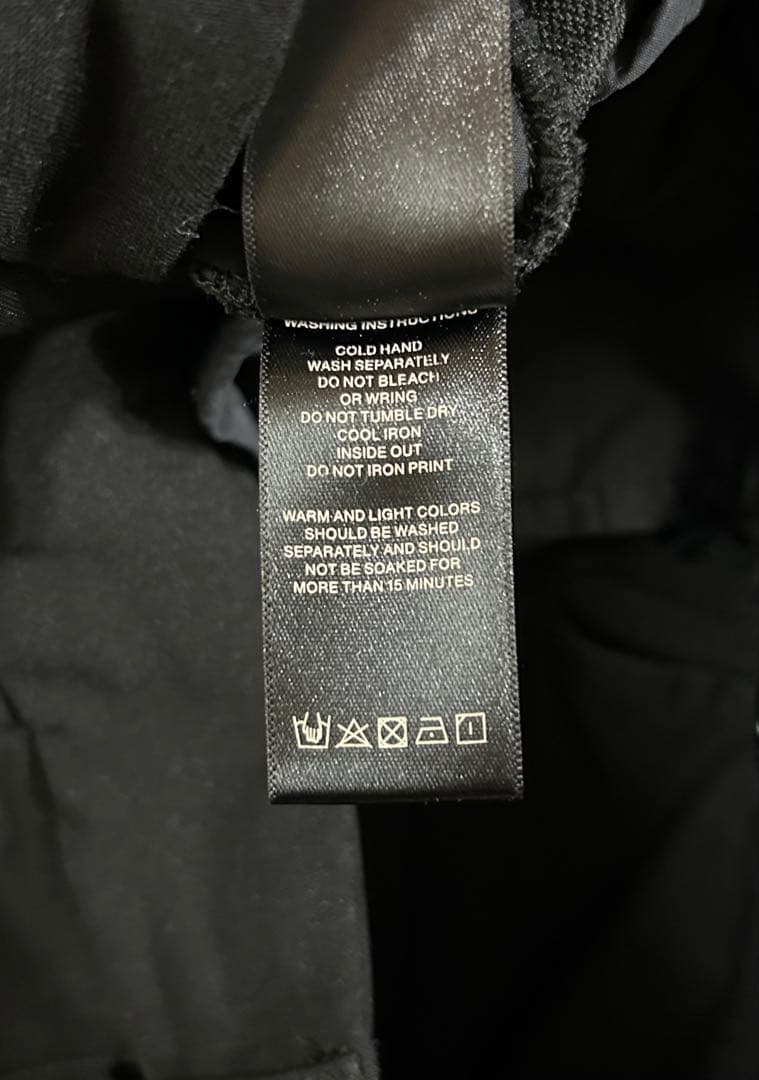 WASHING INSTRUCTIONS
COLD HAND
WASH SEPARATELY
DO NOT BLEACH
OR WRING
DO NOT TUMBLE DRY
COOL IRON
INSIDE OUT
DO NOT IRON PRINT
WARM AND LIGHT COLORS
SHOULD BE WASHED
SEPARATELY AND SHOULD
NOT BE SOAKED FOR
MORE THAN 15 MINUTES